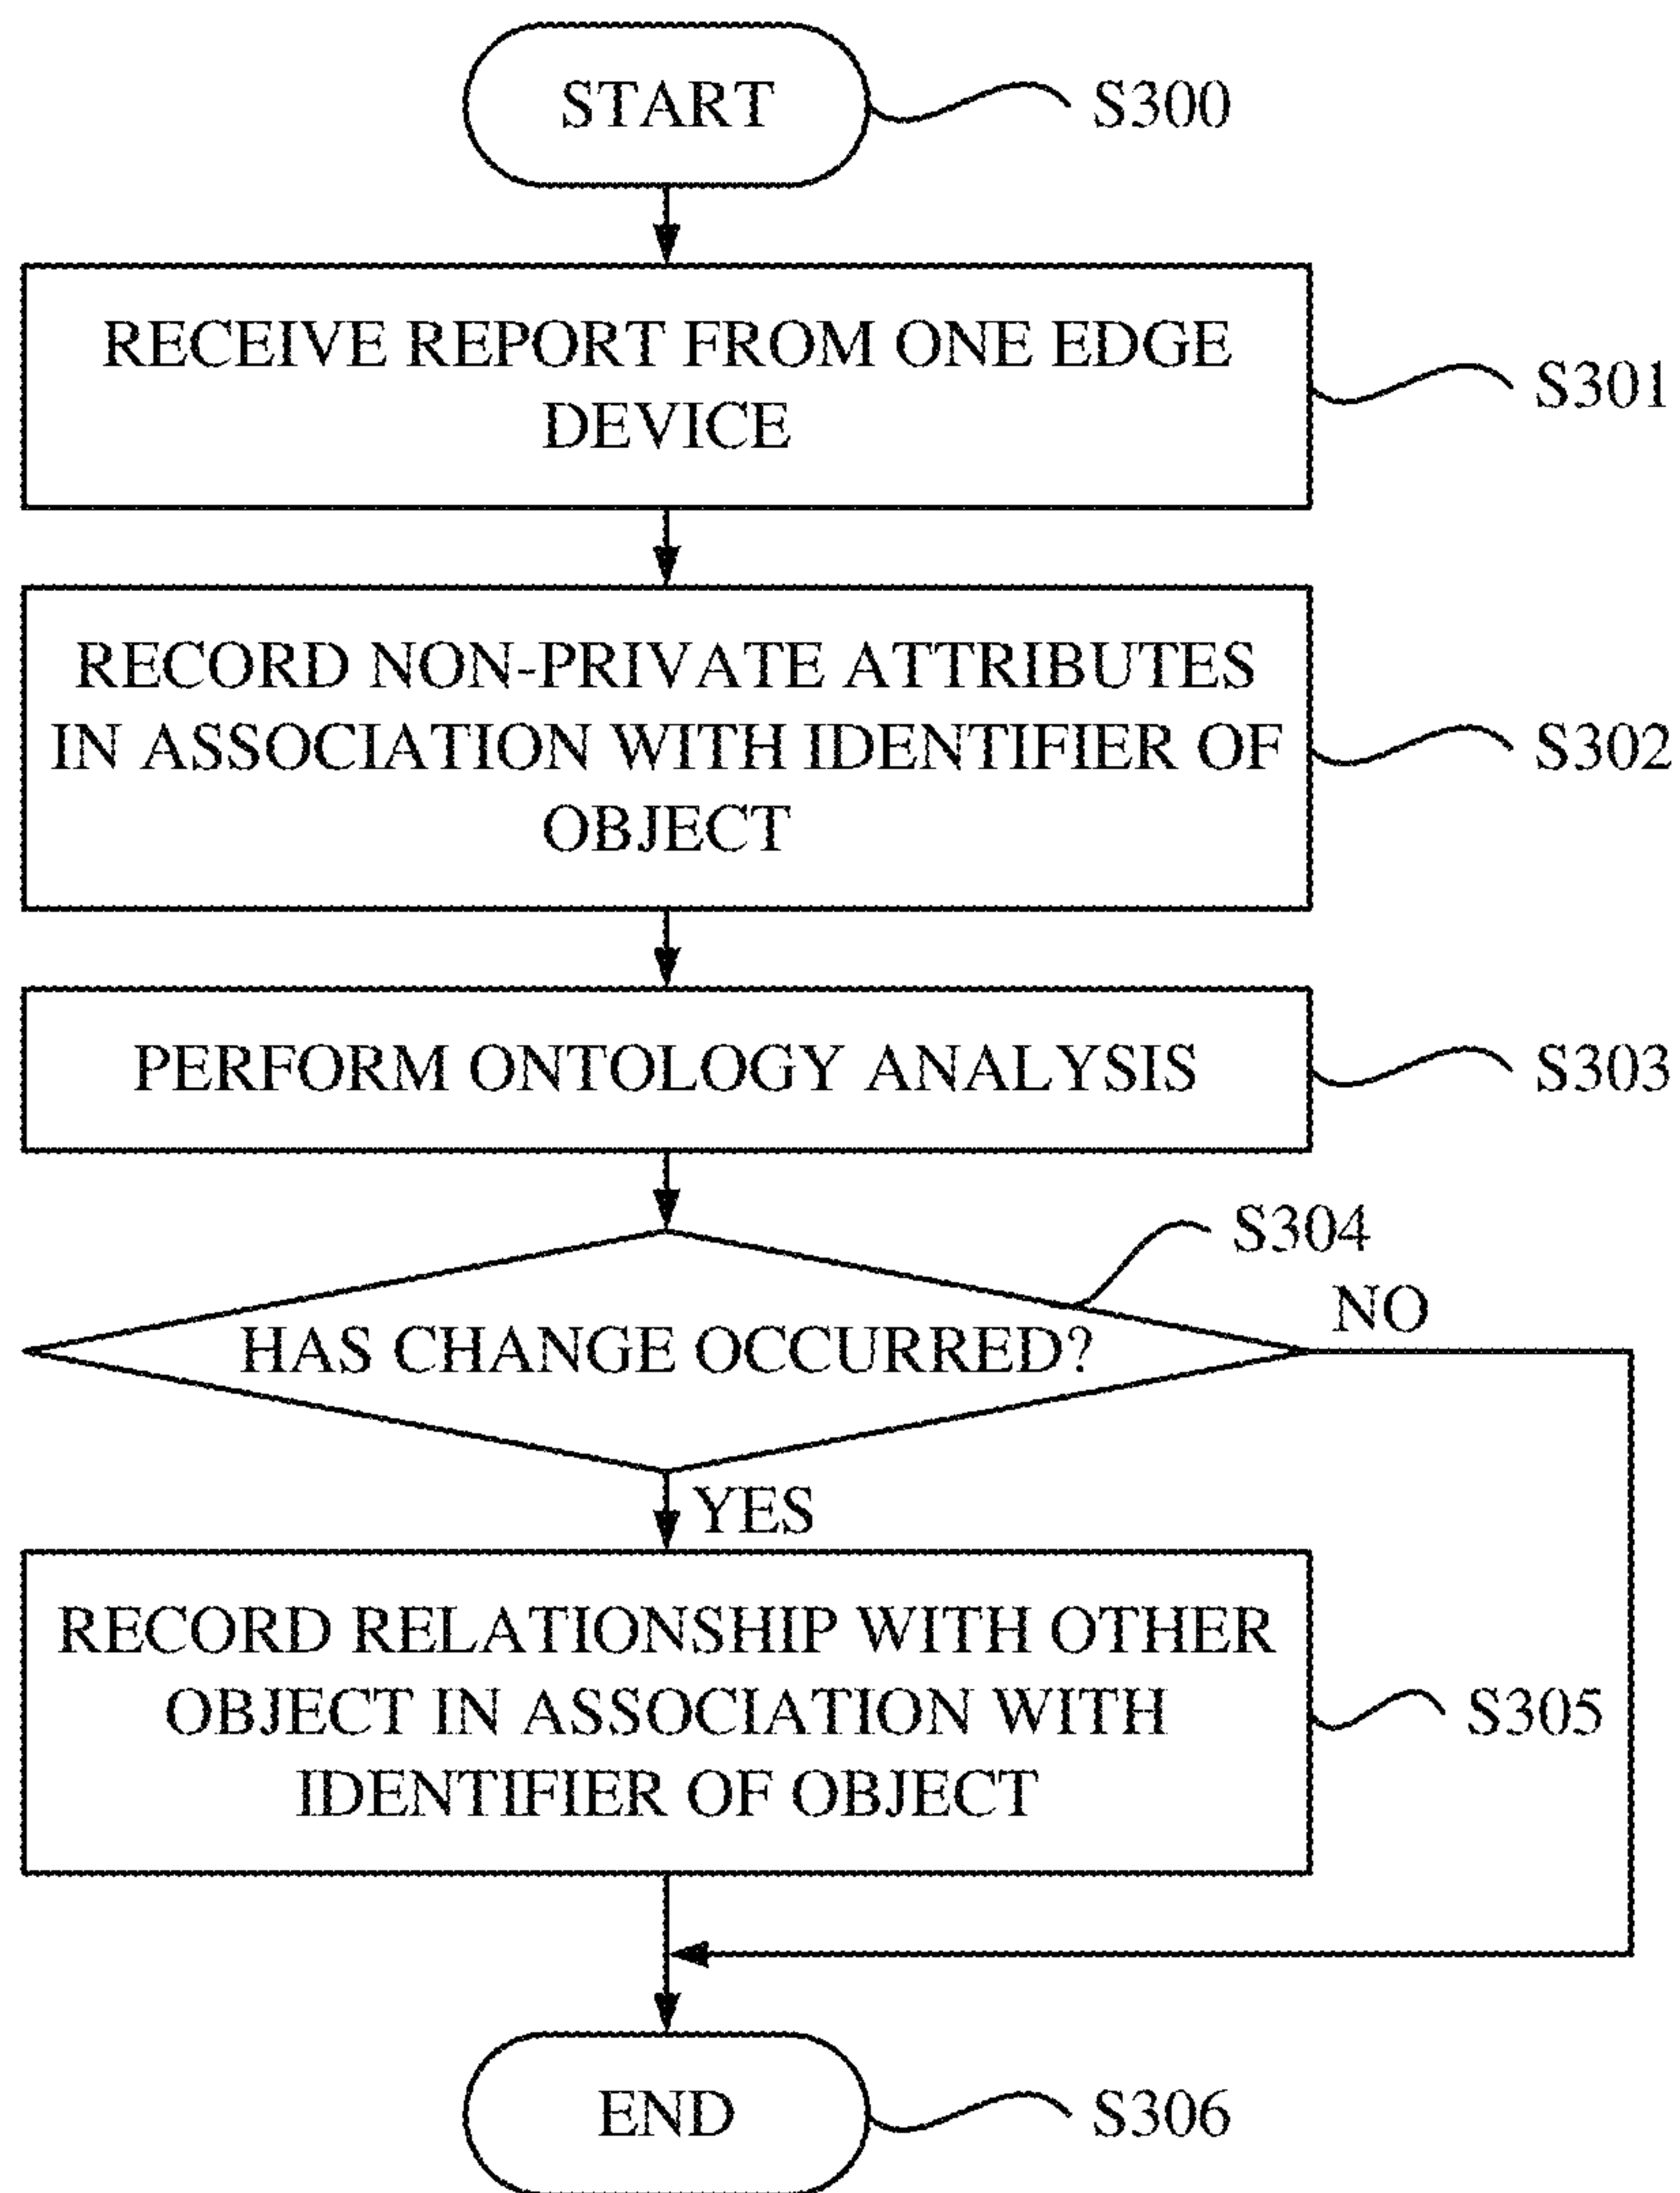 START
S300
RECEIVE REPORT FROM ONE EDGE
DEVICE
S301
RECORD NON-PRIVATE ATTRIBUTES
IN ASSOCIATION WITH IDENTIFIER OF
OBJECT
S302
PERFORM ONTOLOGY ANALYSIS
S303
S304
HAS CHANGE OCCURRED?
NO
YES
RECORD RELATIONSHIP WITH OTHER
OBJECT IN ASSOCIATION WITH
IDENTIFIER OF OBJECT
S305
END
S306